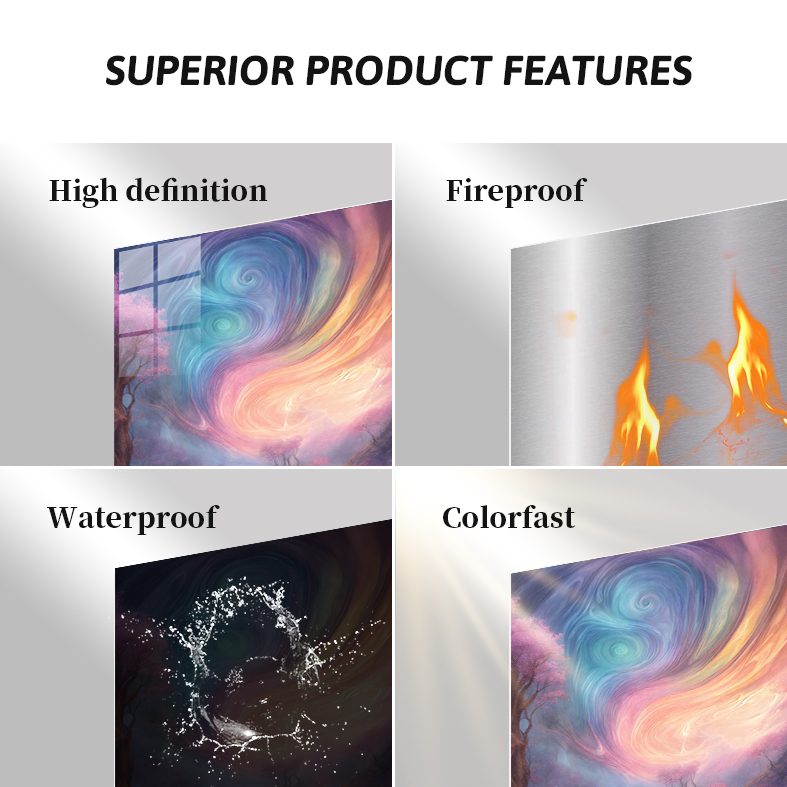 SUPERIOR PRODUCT FEATURES
High definition
Fireproof
Waterproof
Colorfast